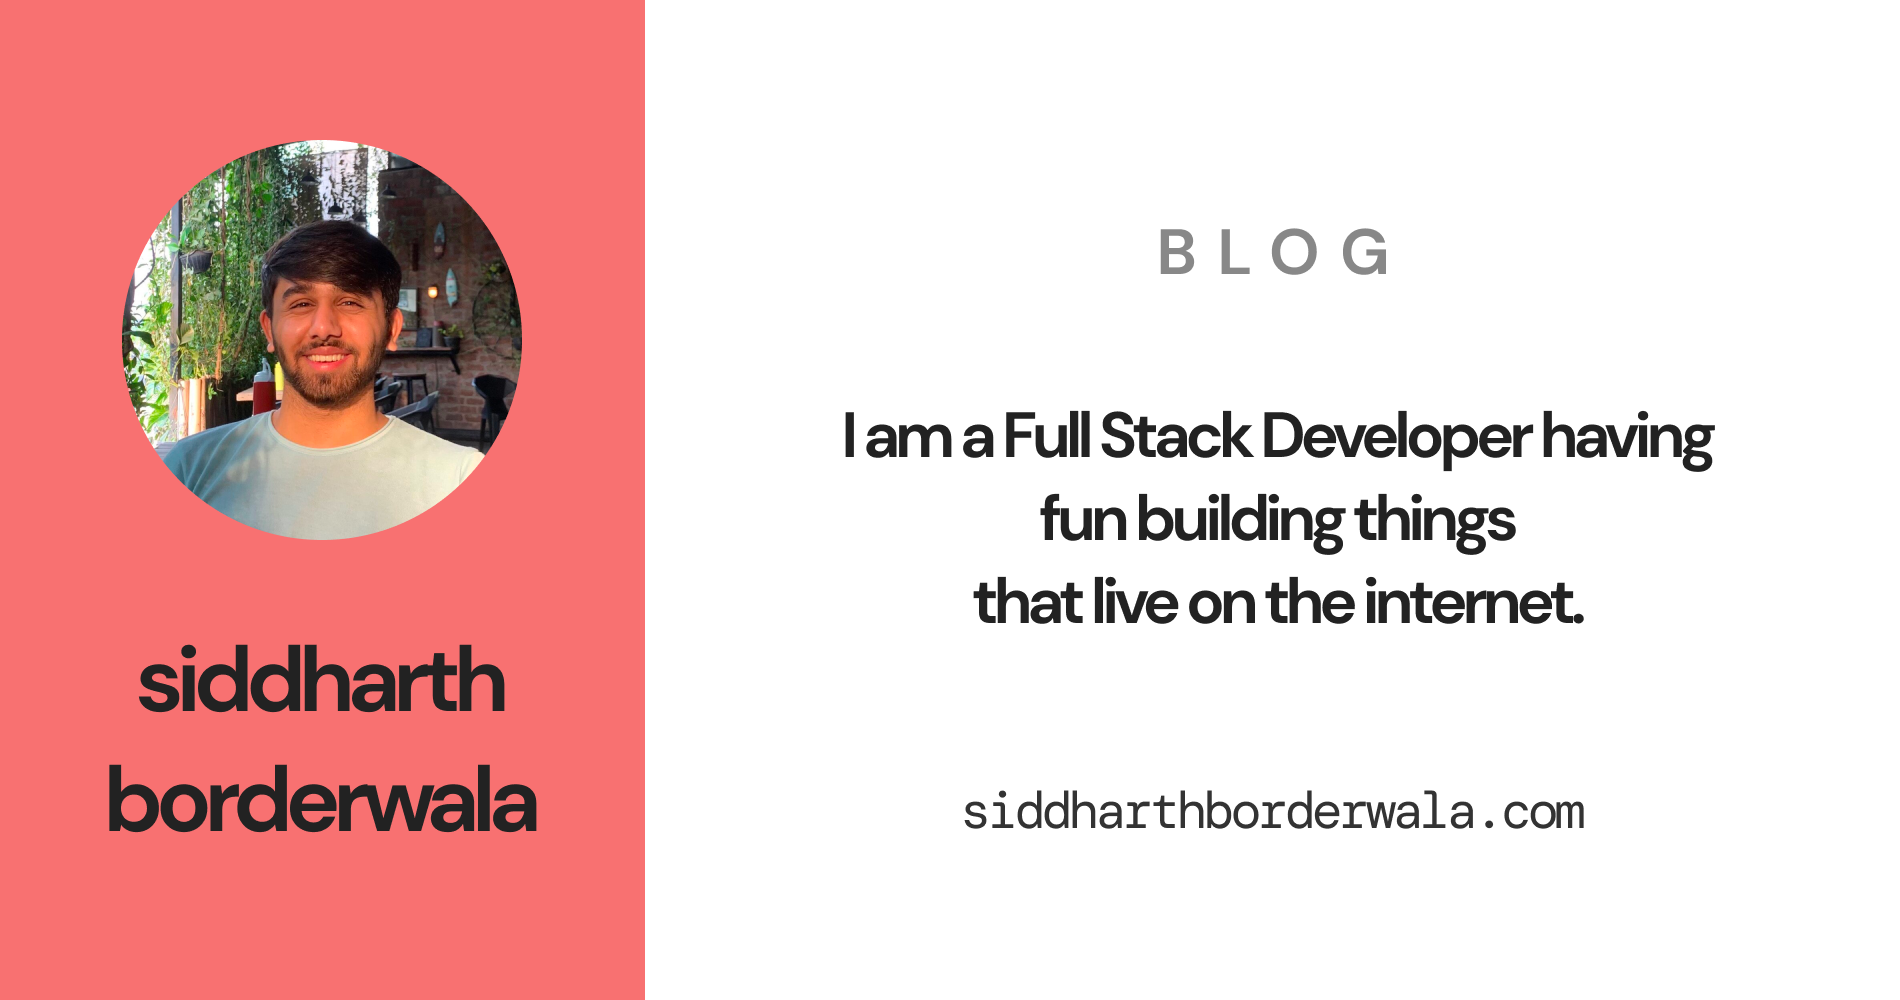 siddharth
borderwala
BLOG
I am a Full Stack Developer having
fun building things
that live on the internet.
siddharthborderwala.com